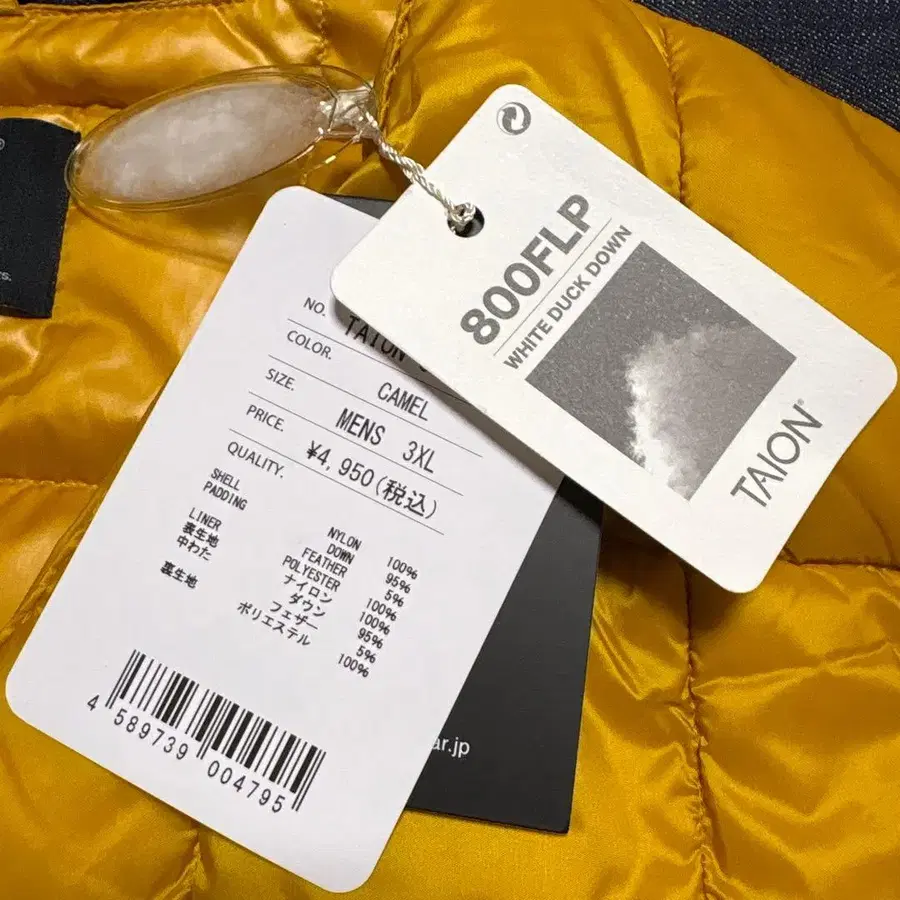 800FLP
WHITE DUCK DOWN
TAION®
NO. TAION
COLOR. CAMEL
SIZE. MENS 3XL
PRICE. ¥4,950(税込)
QUALITY.
SHELL NYLON 100%
PADDING DOWN 95%
FEATHER 5%
LINER POLYESTER 100%
表生地 ナイロン 100%
中わた ダウン 95%
フェザー 5%
裏生地 ポリエステル 100%
4 589739 004795
ar.jp
rs.